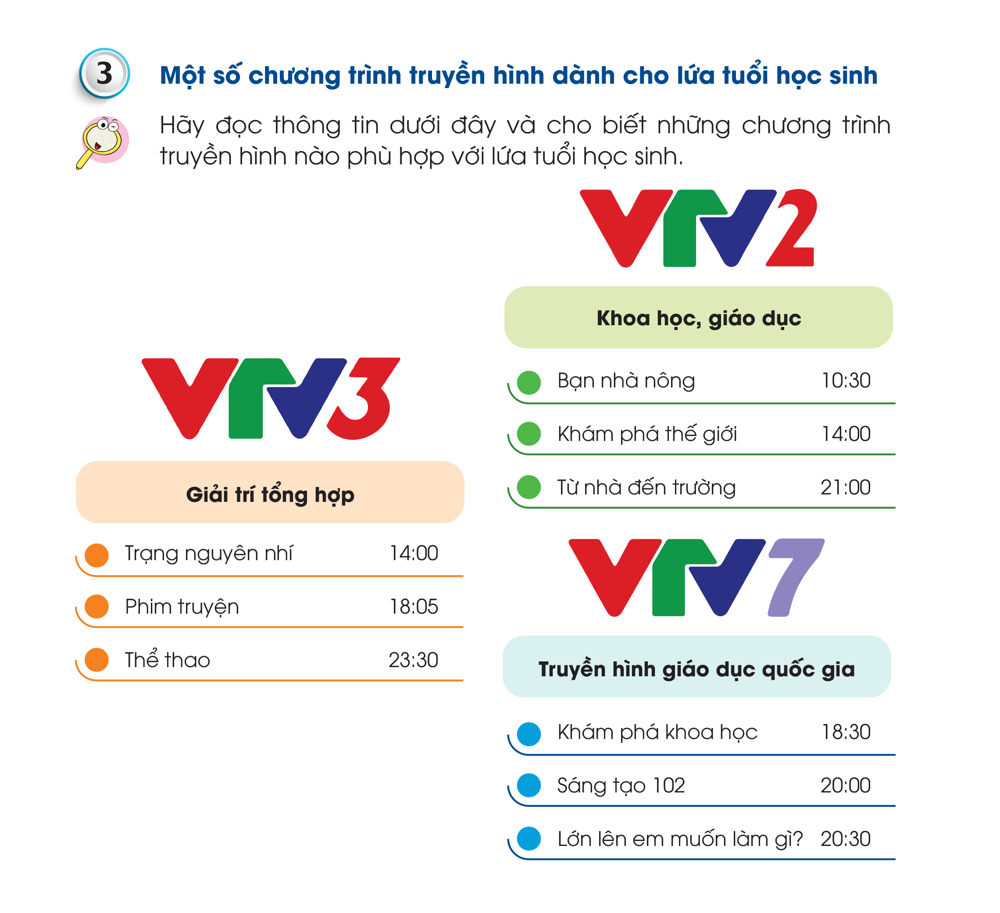 3 Một số chương trình truyền hình dành cho lứa tuổi học sinh
Hãy đọc thông tin dưới đây và cho biết những chương trình
truyền hình nào phù hợp với lứa tuổi học sinh.
VTV3
Giải trí tổng hợp
Trạng nguyên nhí 14:00
Phim truyện 18:05
Thể thao 23:30
VTV2
Khoa học, giáo dục
Bạn nhà nông 10:30
Khám phá thế giới 14:00
Từ nhà đến trường 21:00
VTV7
Truyền hình giáo dục quốc gia
Khám phá khoa học 18:30
Sáng tạo 102 20:00
Lớn lên em muốn làm gì? 20:30